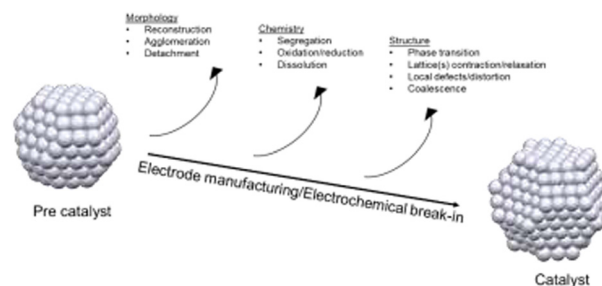 Morphology
• Reconstruction
• Agglomeration
• Detachment
Chemistry
• Segregation
• Oxidation/reduction
• Dissolution
Structure
• Phase transition
• Lattice(s) contraction/relaxation
• Local defects/distortion
• Coalescence
Electrode manufacturing/Electrochemical break-in
Pre catalyst
Catalyst